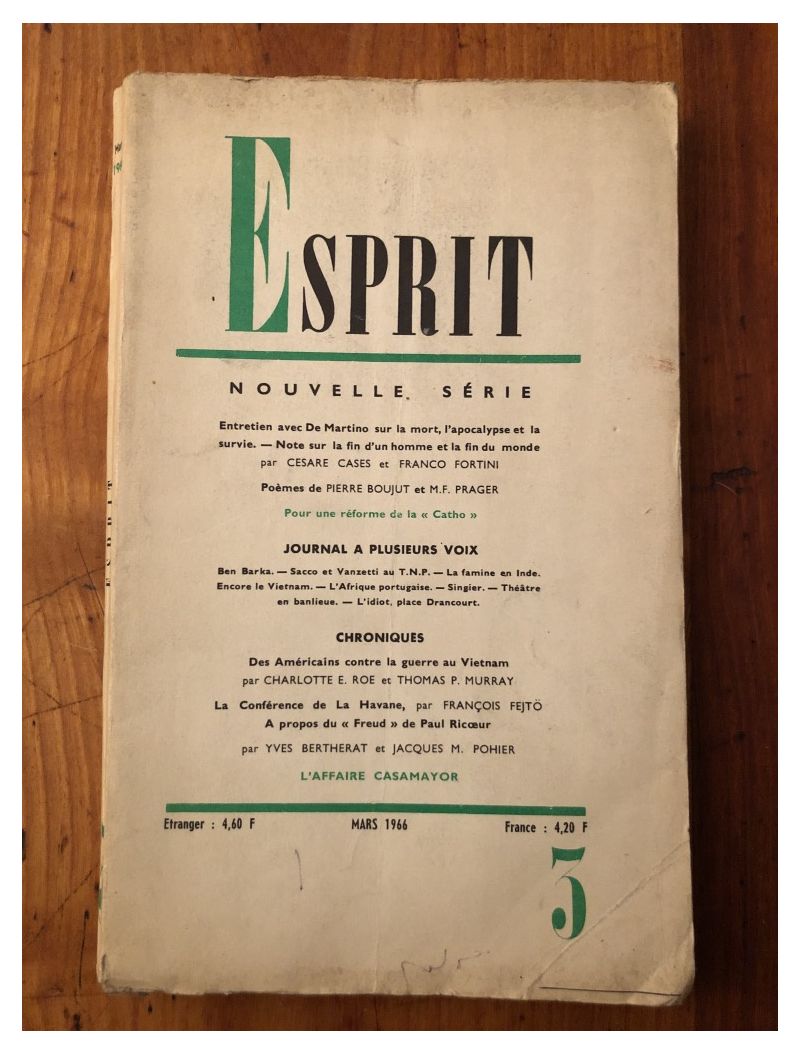 ESPRIT
NOUVELLE SÉRIE
Entretien avec De Martino sur la mort, l'apocalypse et la
survie. — Note sur la fin d'un homme et la fin du monde
par CESARE CASES et FRANCO FORTINI
Poèmes de PIERRE BOUJUT et M.F. PRAGER
Pour une réforme de la « Catho »
JOURNAL A PLUSIEURS VOIX
Ben Barka. — Sacco et Vanzetti au T.N.P. — La famine en Inde.
Encore le Vietnam. — L'Afrique portugaise. — Singier. — Théâtre
en banlieue. — L'idiot, place Drancourt.
CHRONIQUES
Des Américains contre la guerre au Vietnam
par CHARLOTTE E. ROE et THOMAS P. MURRAY
La Conférence de La Havane, par FRANÇOIS FEJTÖ
A propos du « Freud » de Paul Ricœur
par YVES BERTHERAT et JACQUES M. POHIER
L'AFFAIRE CASAMAYOR
Etranger : 4,60 F MARS 1966 France : 4,20 F
3
ESPRIT